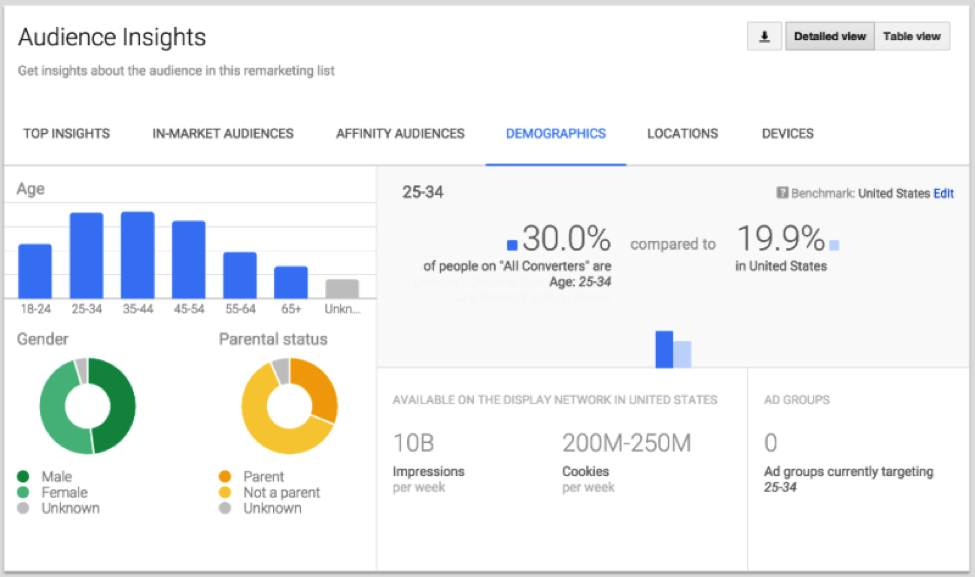 Audience Insights
Detailed view
Table view
Get insights about the audience in this remarketing list
TOP INSIGHTS
IN-MARKET AUDIENCES
AFFINITY AUDIENCES
DEMOGRAPHICS
LOCATIONS
DEVICES
Age
18-24 25-34 35-44 45-54 55-64 65+ Unkn...
Gender
Male
Female
Unknown
Parental status
Parent
Not a parent
Unknown
25-34
? Benchmark: United States Edit
30.0%
of people on "All Converters" are
Age: 25-34
compared to
19.9%
in United States
AVAILABLE ON THE DISPLAY NETWORK IN UNITED STATES
10B
Impressions
per week
200M-250M
Cookies
per week
AD GROUPS
0
Ad groups currently targeting
25-34